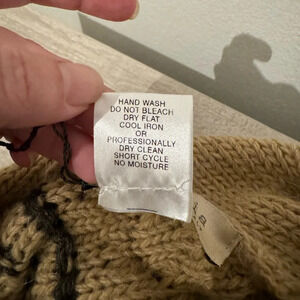 HAND WASH
DO NOT BLEACH
DRY FLAT
COOL IRON
OR
PROFESSIONALLY
DRY CLEAN
SHORT CYCLE
NO MOISTURE